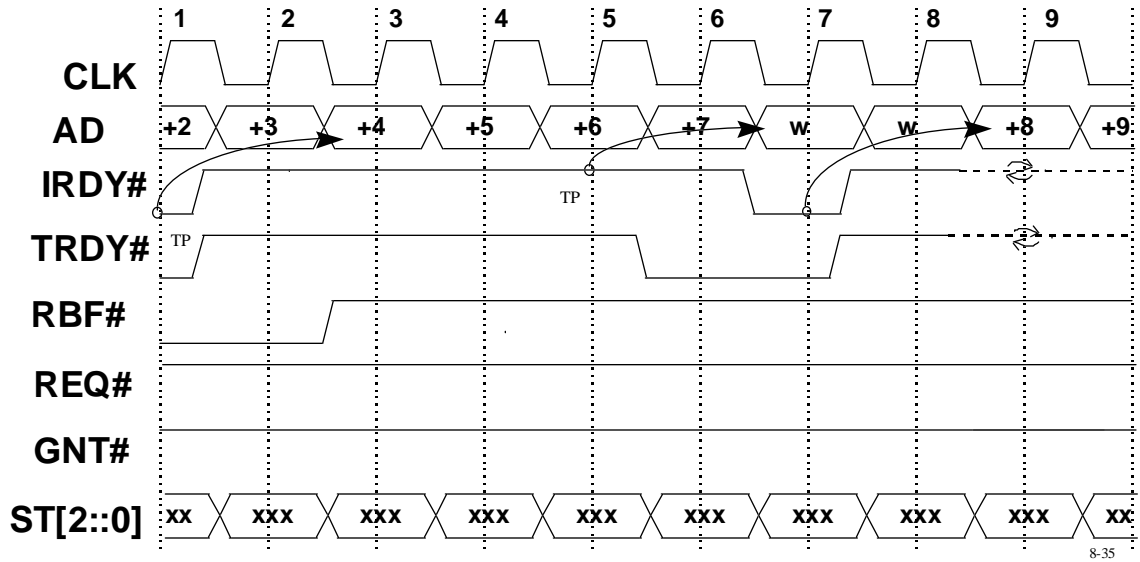 1 2 3 4 5 6 7 8 9
CLK
AD +2 +3 +4 +5 +6 +7 w w +8 +9
IRDY#
TP
TRDY# TP
RBF#
REQ#
GNT#
ST[2::0] xx xxx xxx xxx xxx xxx xxx xxx xxx xx
8-35